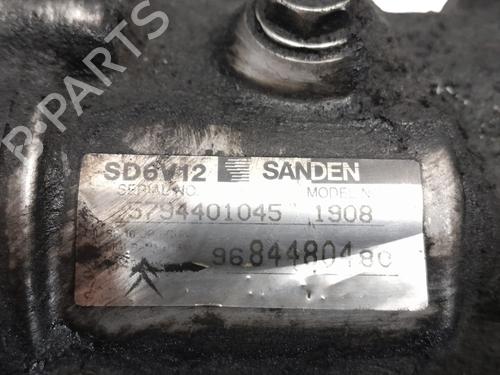 B-PARTS
SD6V12 SANDEN
SERIAL NO. MODEL N
3794401045 1908
9684480480